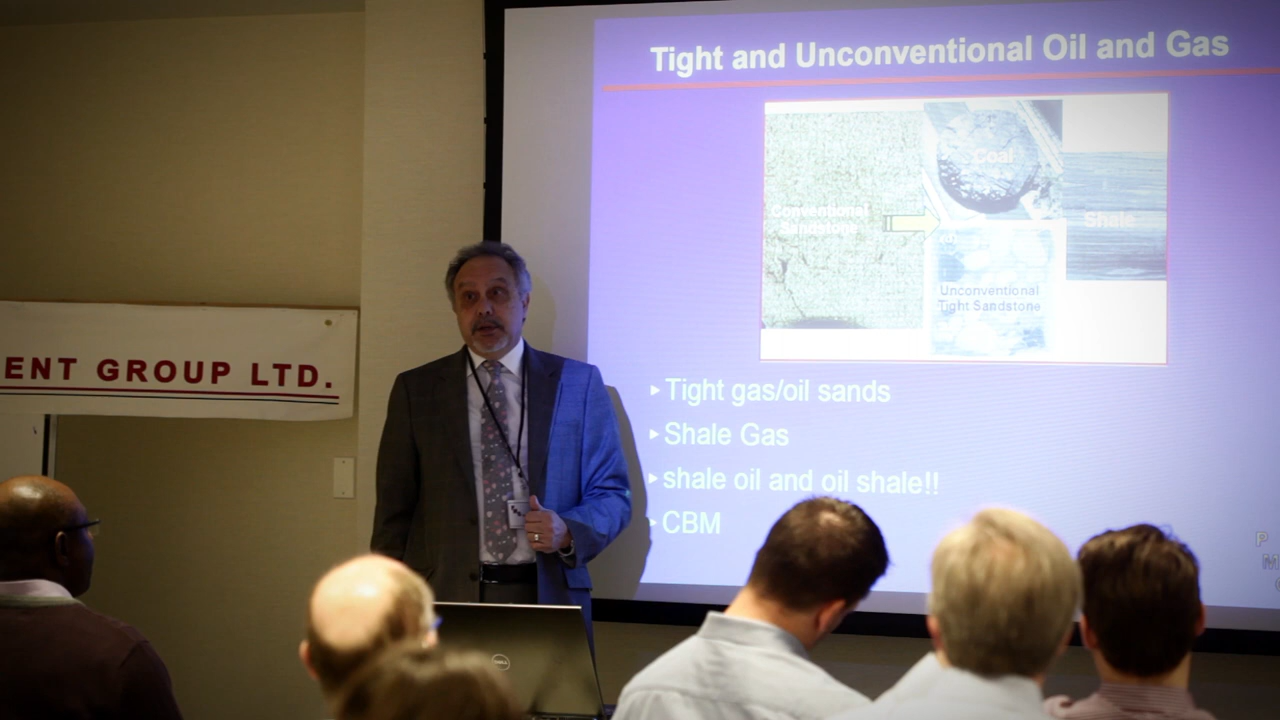 Tight and Unconventional Oil and Gas
Coal
Conventional
Sandstone
Shale
Unconventional
Tight Sandstone
ENT GROUP LTD.
Tight gas/oil sands
Shale Gas
shale oil and oil shale!!
CBM
P
M
DELL